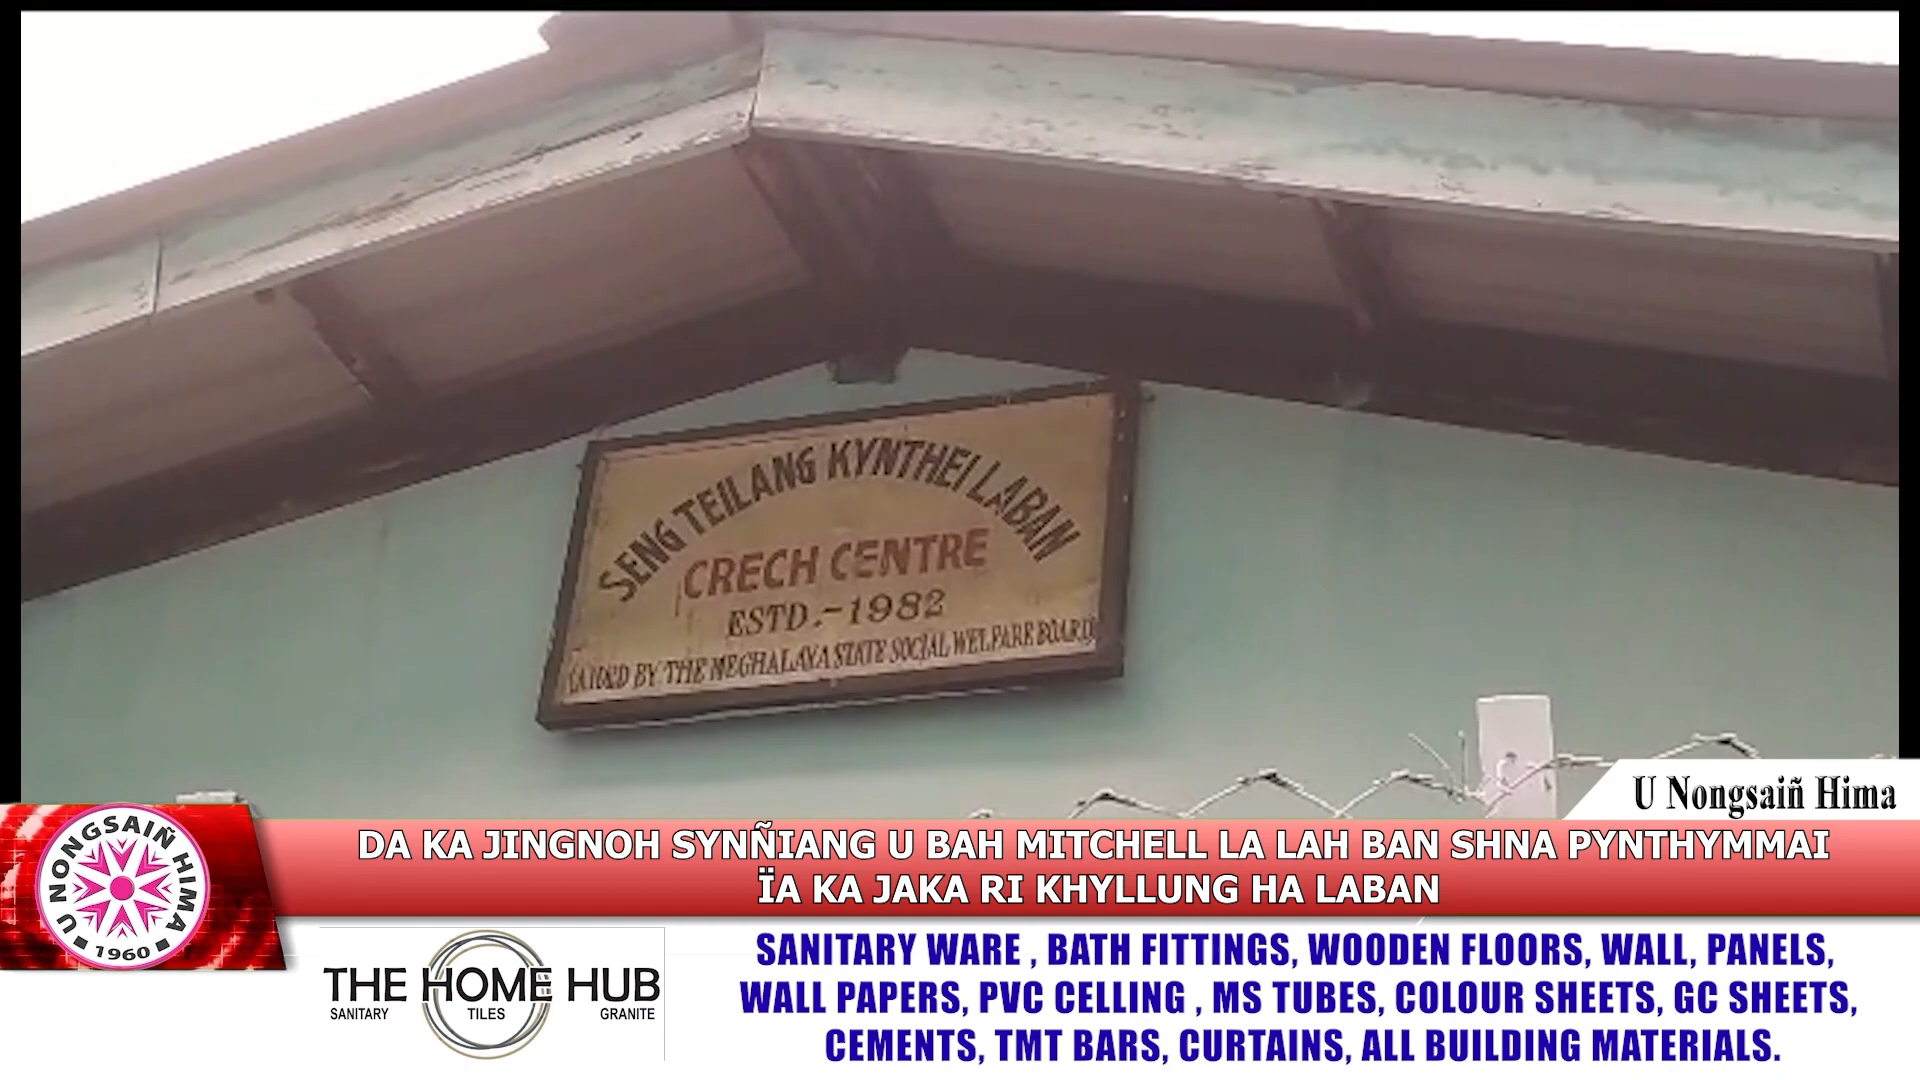 SENG TEILANG KYNTHEI LABAN
CRECH CENTRE
ESTD.-1982
(AIDED BY THE MEGHALAYA STATE SOCIAL WELFARE BOARD)
U Nongsaiñ Hima
U NONGSAIÑ HIMA
1960
DA KA JINGNOH SYNÑIANG U BAH MITCHELL LA LAH BAN SHNA PYNTHYMMAI
ÏA KA JAKA RI KHYLLUNG HA LABAN
THE HOME HUB
SANITARY TILES GRANITE
SANITARY WARE , BATH FITTINGS, WOODEN FLOORS, WALL, PANELS,
WALL PAPERS, PVC CELLING , MS TUBES, COLOUR SHEETS, GC SHEETS,
CEMENTS, TMT BARS, CURTAINS, ALL BUILDING MATERIALS.